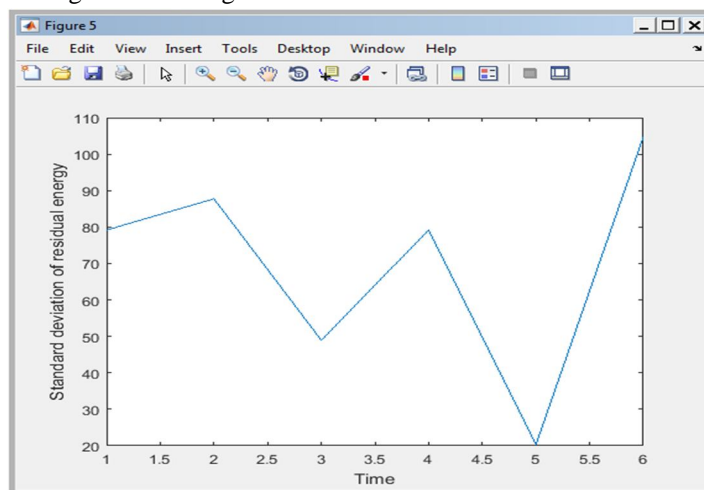 Figure 5
File Edit View Insert Tools Desktop Window Help
110
100
90
80
70
60
50
40
30
20
Standard deviation of residual energy
1 1.5 2 2.5 3 3.5 4 4.5 5 5.5 6
Time